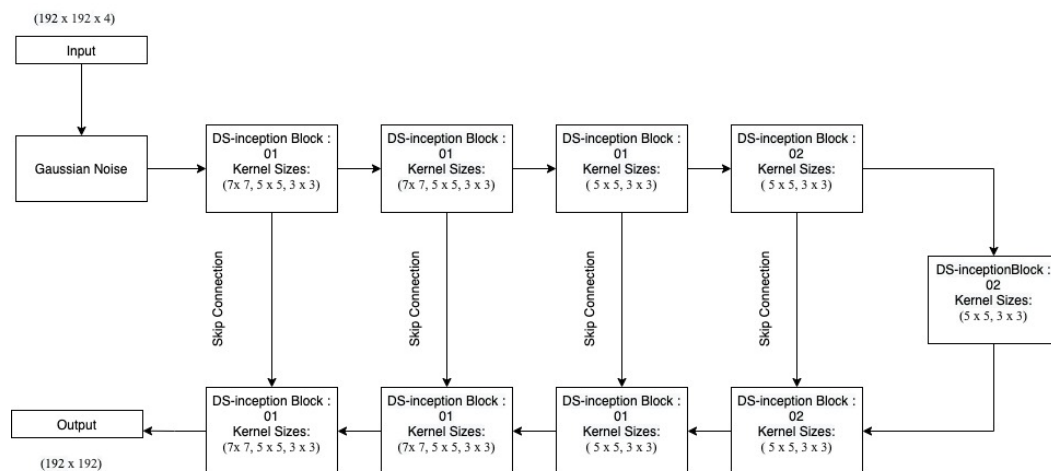 (192 x 192 x 4)
Input
Gaussian Noise
DS-inception Block :
01
Kernel Sizes:
(7x 7, 5 x 5, 3 x 3)
DS-inception Block :
01
Kernel Sizes:
(7x 7, 5 x 5, 3 x 3)
DS-inception Block :
01
Kernel Sizes:
( 5 x 5, 3 x 3)
DS-inception Block :
02
Kernel Sizes:
( 5 x 5, 3 x 3)
Skip Connection
Skip Connection
Skip Connection
Skip Connection
DS-inceptionBlock :
02
Kernel Sizes:
(5 x 5, 3 x 3)
DS-inception Block :
01
Kernel Sizes:
(7x 7, 5 x 5, 3 x 3)
DS-inception Block :
01
Kernel Sizes:
(7x 7, 5 x 5, 3 x 3)
DS-inception Block :
01
Kernel Sizes:
( 5 x 5, 3 x 3)
DS-inception Block :
02
Kernel Sizes:
( 5 x 5, 3 x 3)
Output
(192 x 192)